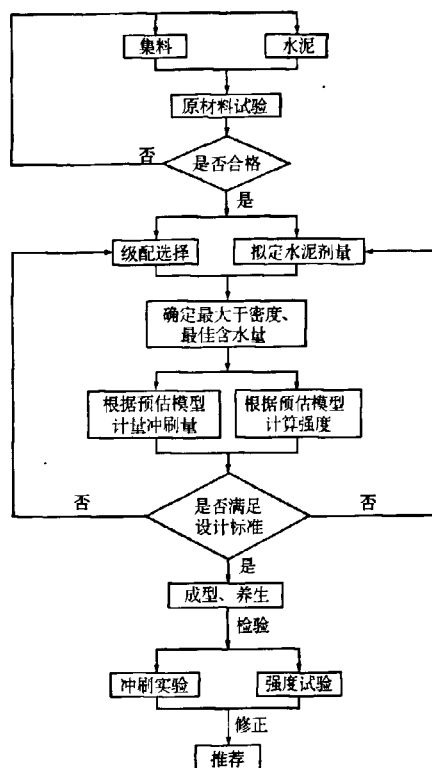 集料
水泥
原材料试验
否
是否合格
是
级配选择
拟定水泥剂量
确定最大于密度、
最佳含水量
根据预估模型
计量冲刷量
根据预估模型
计算强度
否
是否满足
设计标准
否
是
成型、养生
检验
冲刷实验
强度试验
修正
推荐